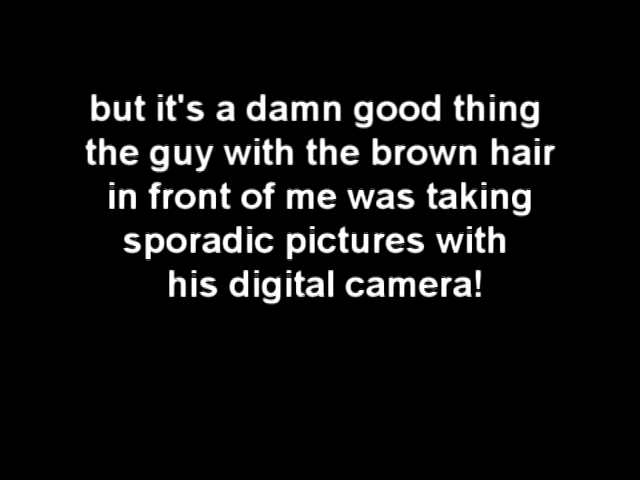 but it's a damn good thing
the guy with the brown hair
in front of me was taking
sporadic pictures with
his digital camera!